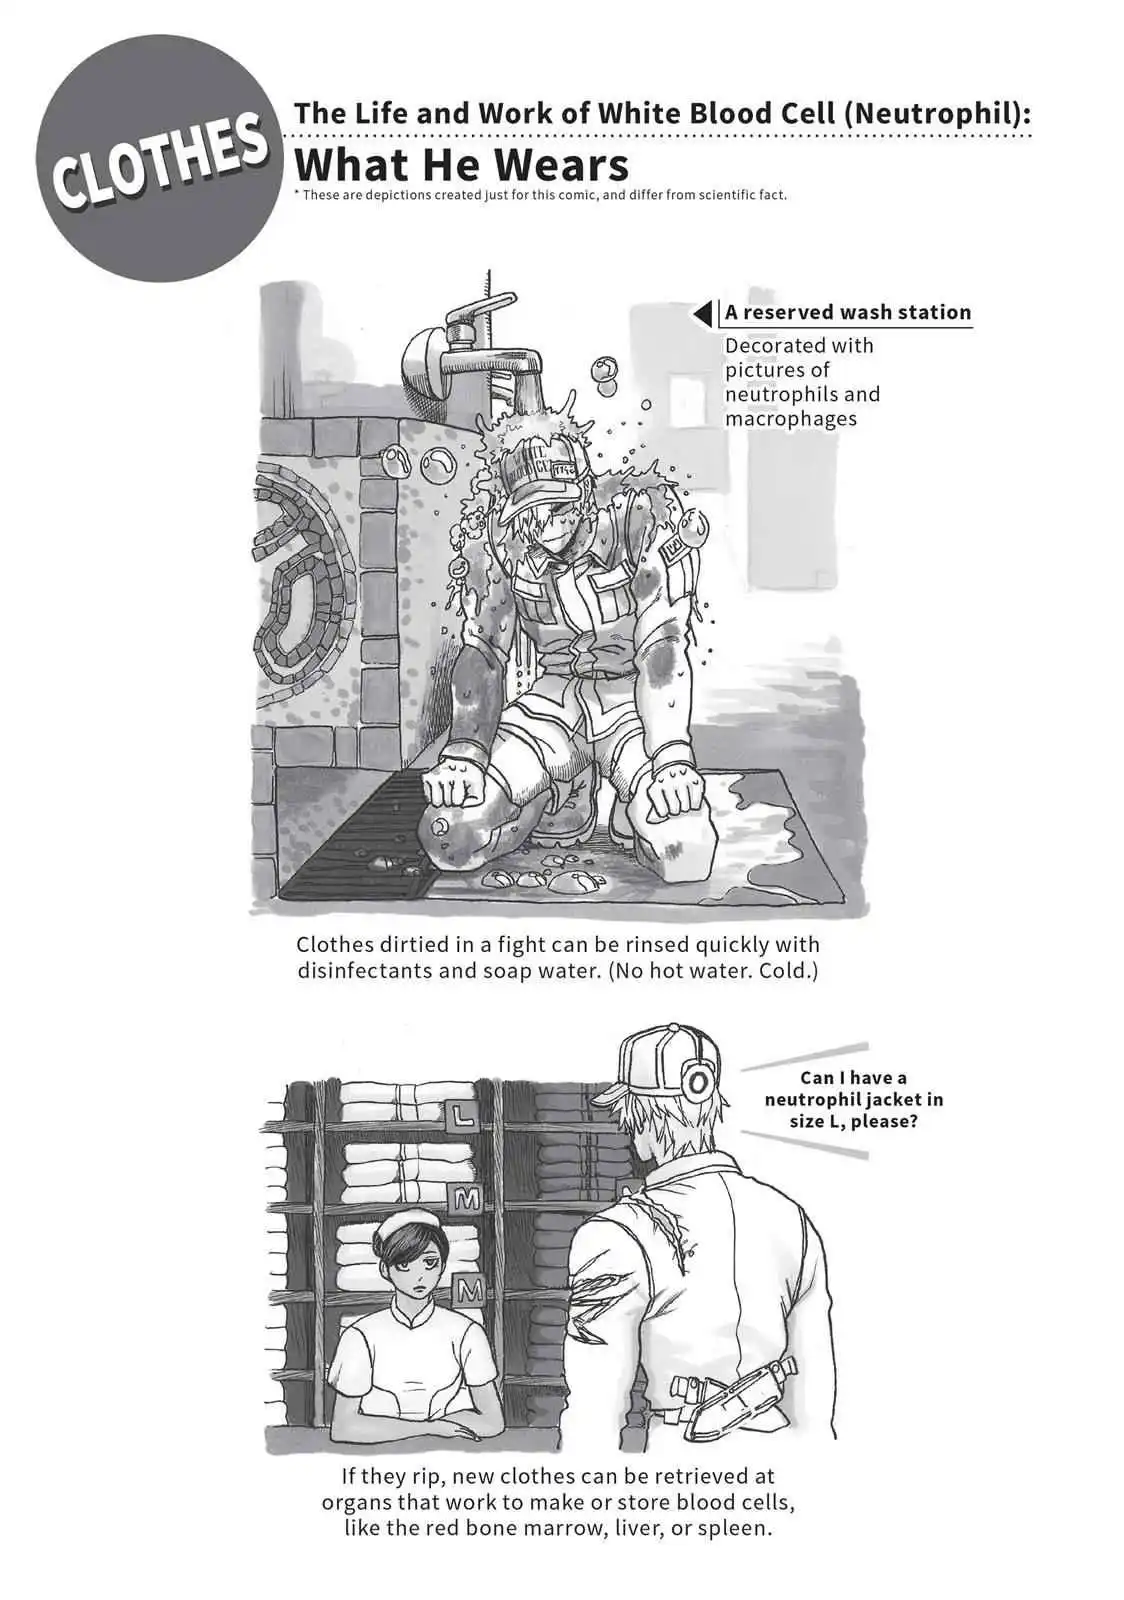 CLOTHES
The Life and Work of White Blood Cell (Neutrophil):
What He Wears
* These are depictions created just for this comic, and differ from scientific fact.
A reserved wash station
Decorated with
pictures of
neutrophils and
macrophages
1146
Clothes dirtied in a fight can be rinsed quickly with
disinfectants and soap water. (No hot water. Cold.)
Can I have a
neutrophil jacket in
size L, please?
L
M
M
If they rip, new clothes can be retrieved at
organs that work to make or store blood cells,
like the red bone marrow, liver, or spleen.